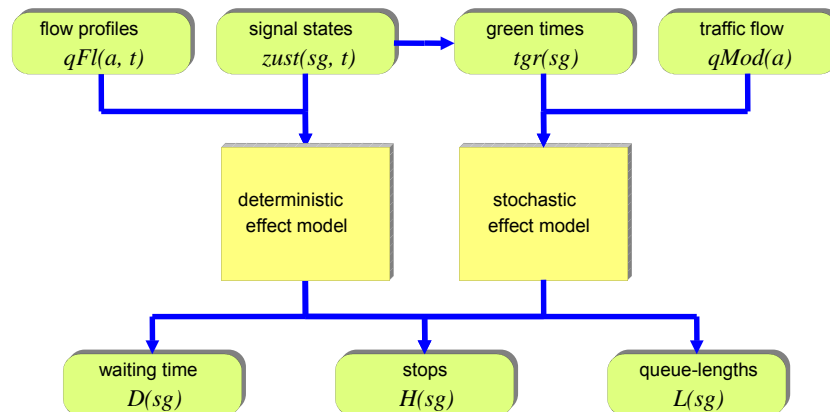 flow profiles
qFl(a, t)
signal states
zust(sg, t)
green times
tgr(sg)
traffic flow
qMod(a)
deterministic
effect model
stochastic
effect model
waiting time
D(sg)
stops
H(sg)
queue-lengths
L(sg)